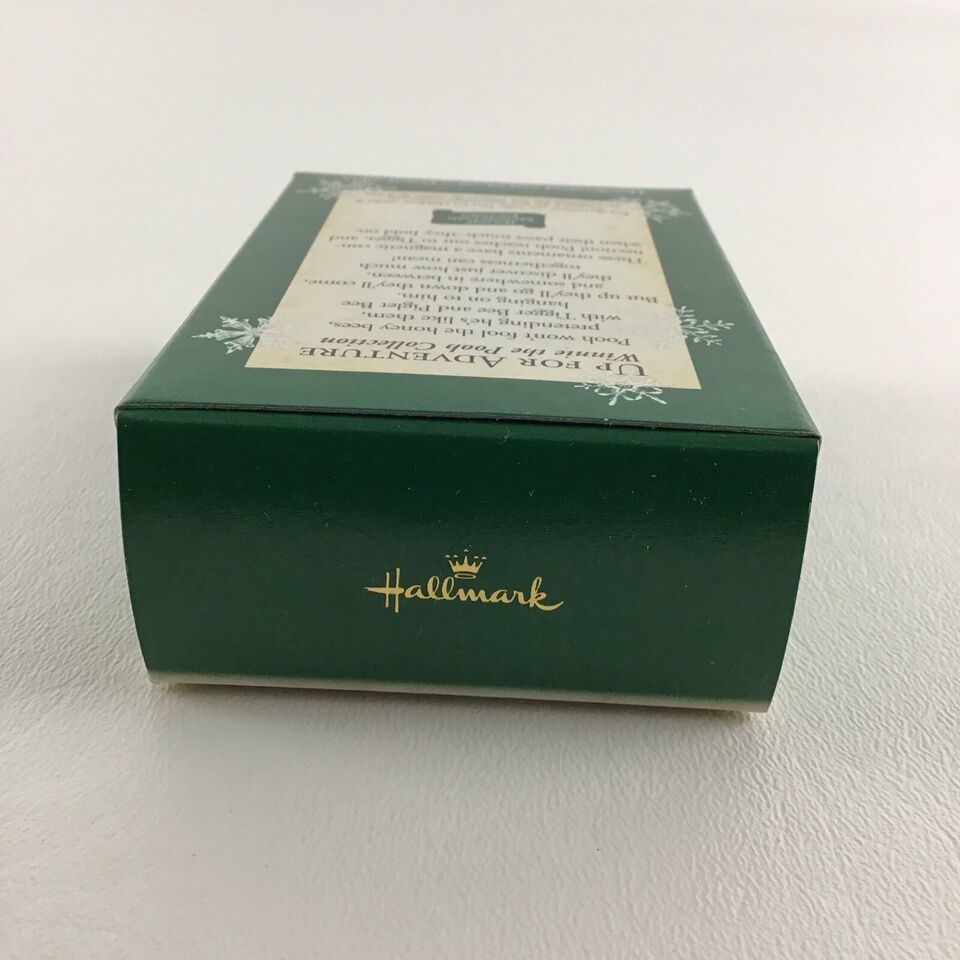 UP FOR ADVENTURE
Winnie the Pooh Collection
Pooh won't fool the honey bees,
pretending he's like them,
with Tigger Bee and Piglet Bee
hanging on to him.
But up they'll go and down they'll come,
and somewhere in between,
they'll discover just how much
togetherness can mean!
These ornaments have a magnetic con-
nection! Pooh reaches out to Tigger, and
when their paws touch, they hold on.
Hallmark